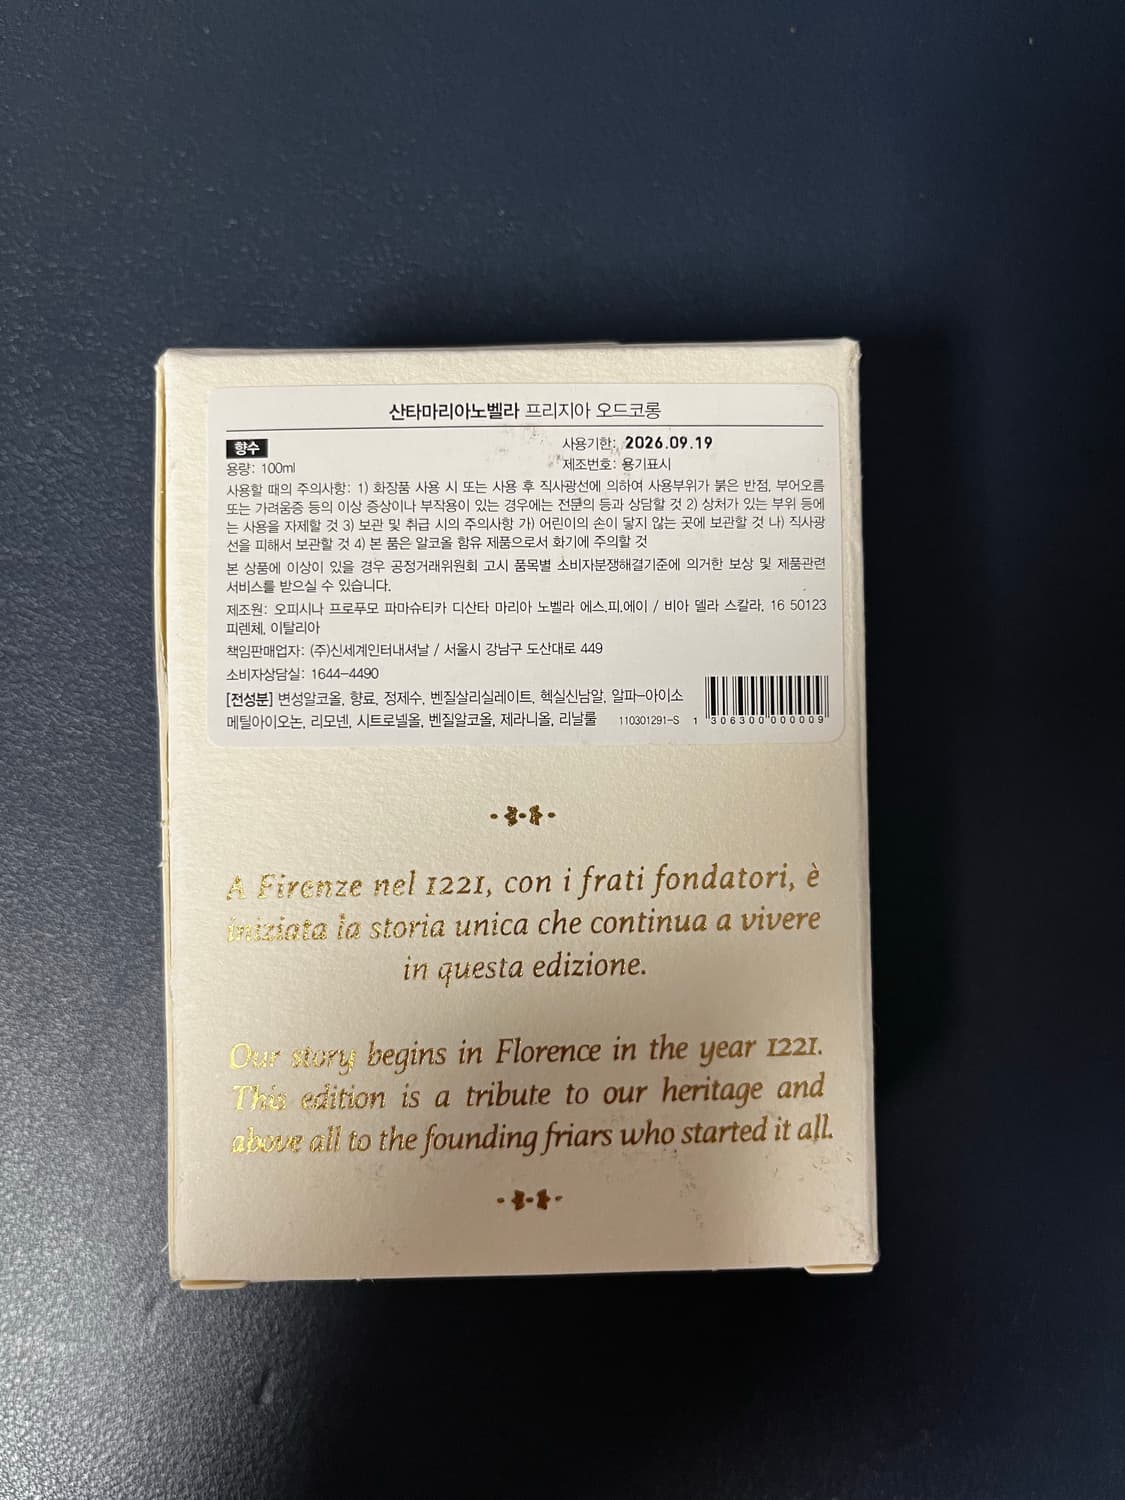 산타마리아노벨라 프리지아 오드코롱
향수
사용기한: 2026.09.19
용량: 100ml
제조번호: 용기표시
사용할 때의 주의사항: 1) 화장품 사용 시 또는 사용 후 직사광선에 의하여 사용부위가 붉은 반점, 부어오름
또는 가려움증 등의 이상 증상이나 부작용이 있는 경우에는 전문의 등과 상담할 것 2) 상처가 있는 부위 등에
는 사용을 자제할 것 3) 보관 및 취급 시의 주의사항 가) 어린이의 손이 닿지 않는 곳에 보관할 것 나) 직사광
선을 피해서 보관할 것 4) 본 품은 알코올 함유 제품으로서 화기에 주의할 것
본 상품에 이상이 있을 경우 공정거래위원회 고시 품목별 소비자분쟁해결기준에 의거한 보상 및 제품관련
서비스를 받으실 수 있습니다.
제조원: 오피시나 프로푸모 파마슈티카 디산타 마리아 노벨라 에스.피.에이 / 비아 델라 스칼라, 16 50123
피렌체, 이탈리아
책임판매업자: (주)신세계인터내셔날 / 서울시 강남구 도산대로 449
소비자상담실: 1644-4490
[전성분] 변성알코올, 향료, 정제수, 벤질살리실레이트, 헥실신남알, 알파-아이소
메틸아이오논, 리모넨, 시트로넬올, 벤질알코올, 제라니올, 리날룰
110301291-S
1 306300 000009
A Firenze nel 1221, con i frati fondatori, è
iniziata la storia unica che continua a vivere
in questa edizione.
Our story begins in Florence in the year 1221.
This edition is a tribute to our heritage and
above all to the founding friars who started it all.